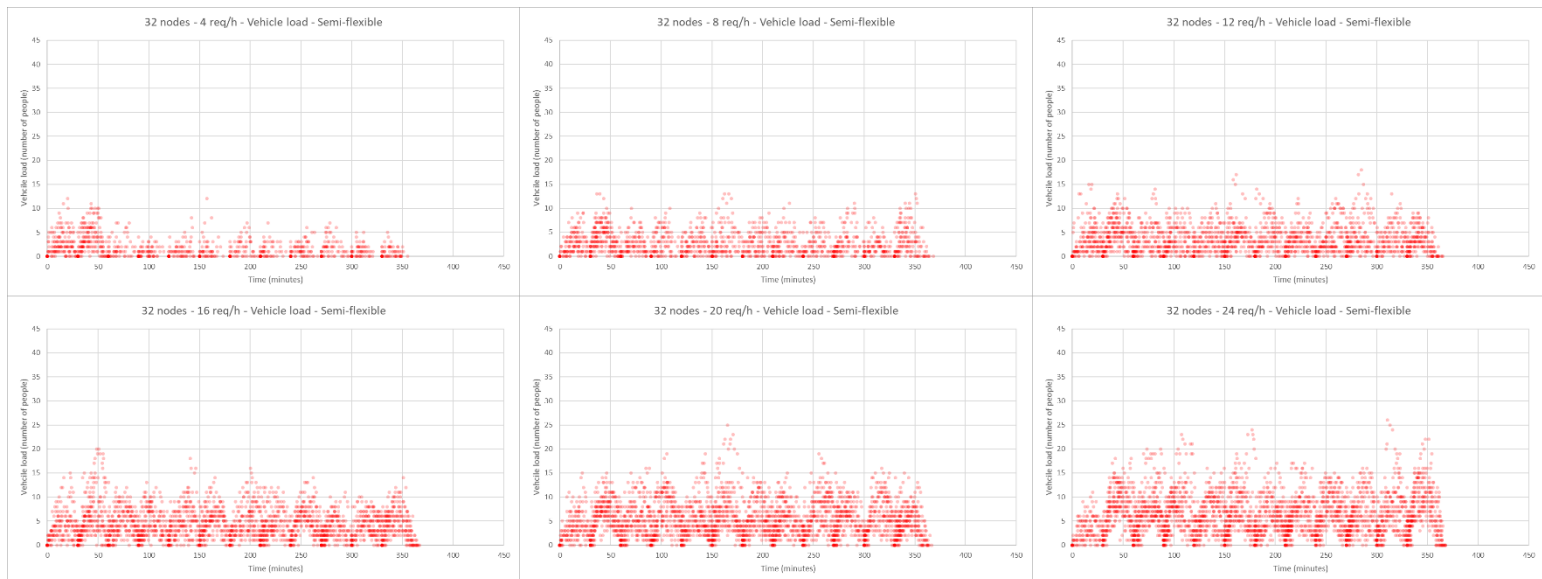 32 nodes - 4 req/h - Vehicle load - Semi-flexible
45
40
35
30
25
20
15
10
5
0
Vehcile load (number of people)
0 50 100 150 200 250 300 350 400 450
Time (minutes)
32 nodes - 8 req/h - Vehicle load - Semi-flexible
45
40
35
30
25
20
15
10
5
0
Vehcile load (number of people)
0 50 100 150 200 250 300 350 400 450
Time (minutes)
32 nodes - 12 req/h - Vehicle load - Semi-flexible
45
40
35
30
25
20
15
10
5
0
Vehcile load (number of people)
0 50 100 150 200 250 300 350 400 450
Time (minutes)
32 nodes - 16 req/h - Vehicle load - Semi-flexible
45
40
35
30
25
20
15
10
5
0
Vehcile load (number of people)
0 50 100 150 200 250 300 350 400 450
Time (minutes)
32 nodes - 20 req/h - Vehicle load - Semi-flexible
45
40
35
30
25
20
15
10
5
0
Vehcile load (number of people)
0 50 100 150 200 250 300 350 400 450
Time (minutes)
32 nodes - 24 req/h - Vehicle load - Semi-flexible
45
40
35
30
25
20
15
10
5
0
Vehcile load (number of people)
0 50 100 150 200 250 300 350 400 450
Time (minutes)